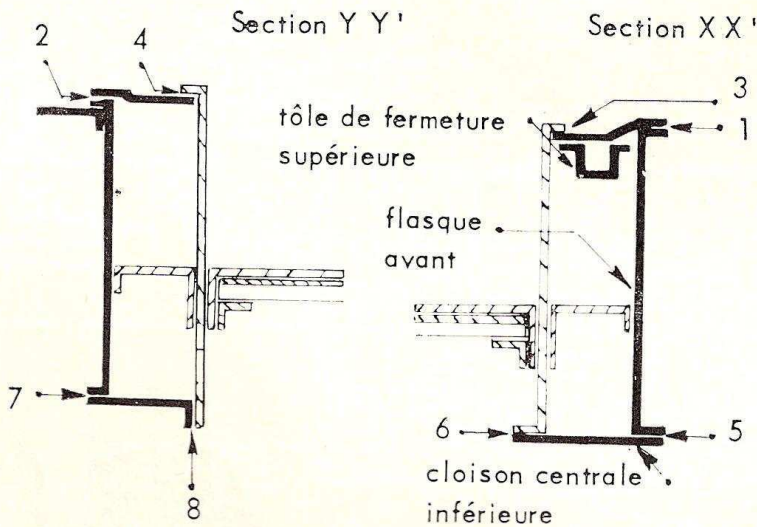 Section Y Y'
Section X X'
2
4
3
1
tôle de fermeture
supérieure
flasque
avant
7
8
6
5
cloison centrale
inférieure